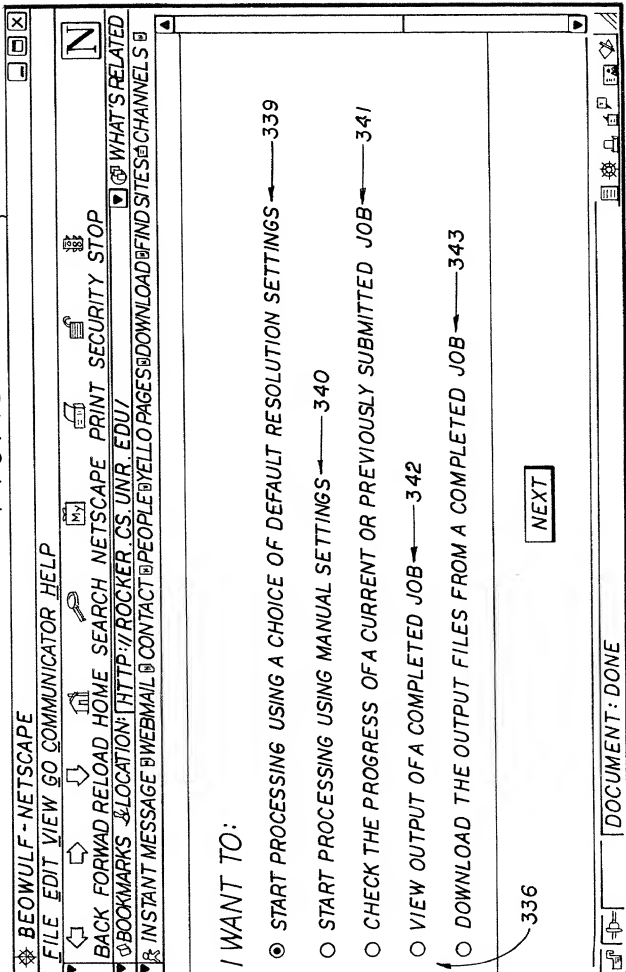 BEOWULF-NETSCAPE
FILE EDIT VIEW GO COMMUNICATOR HELP
BACK FORWAD RELOAD HOME SEARCH NETSCAPE PRINT SECURITY STOP
My
N
BOOKMARKS LOCATION: HTTP://ROCKER.CS.UNR.EDU/ WHAT'S RELATED
INSTANT MESSAGE WEBMAIL CONTACT PEOPLE YELLO PAGES DOWNLOAD FIND SITES CHANNELS
I WANT TO:
START PROCESSING USING A CHOICE OF DEFAULT RESOLUTION SETTINGS 339
START PROCESSING USING MANUAL SETTINGS 340
CHECK THE PROGRESS OF A CURRENT OR PREVIOUSLY SUBMITTED JOB 341
VIEW OUTPUT OF A COMPLETED JOB 342
DOWNLOAD THE OUTPUT FILES FROM A COMPLETED JOB 343
336
NEXT
DOCUMENT: DONE